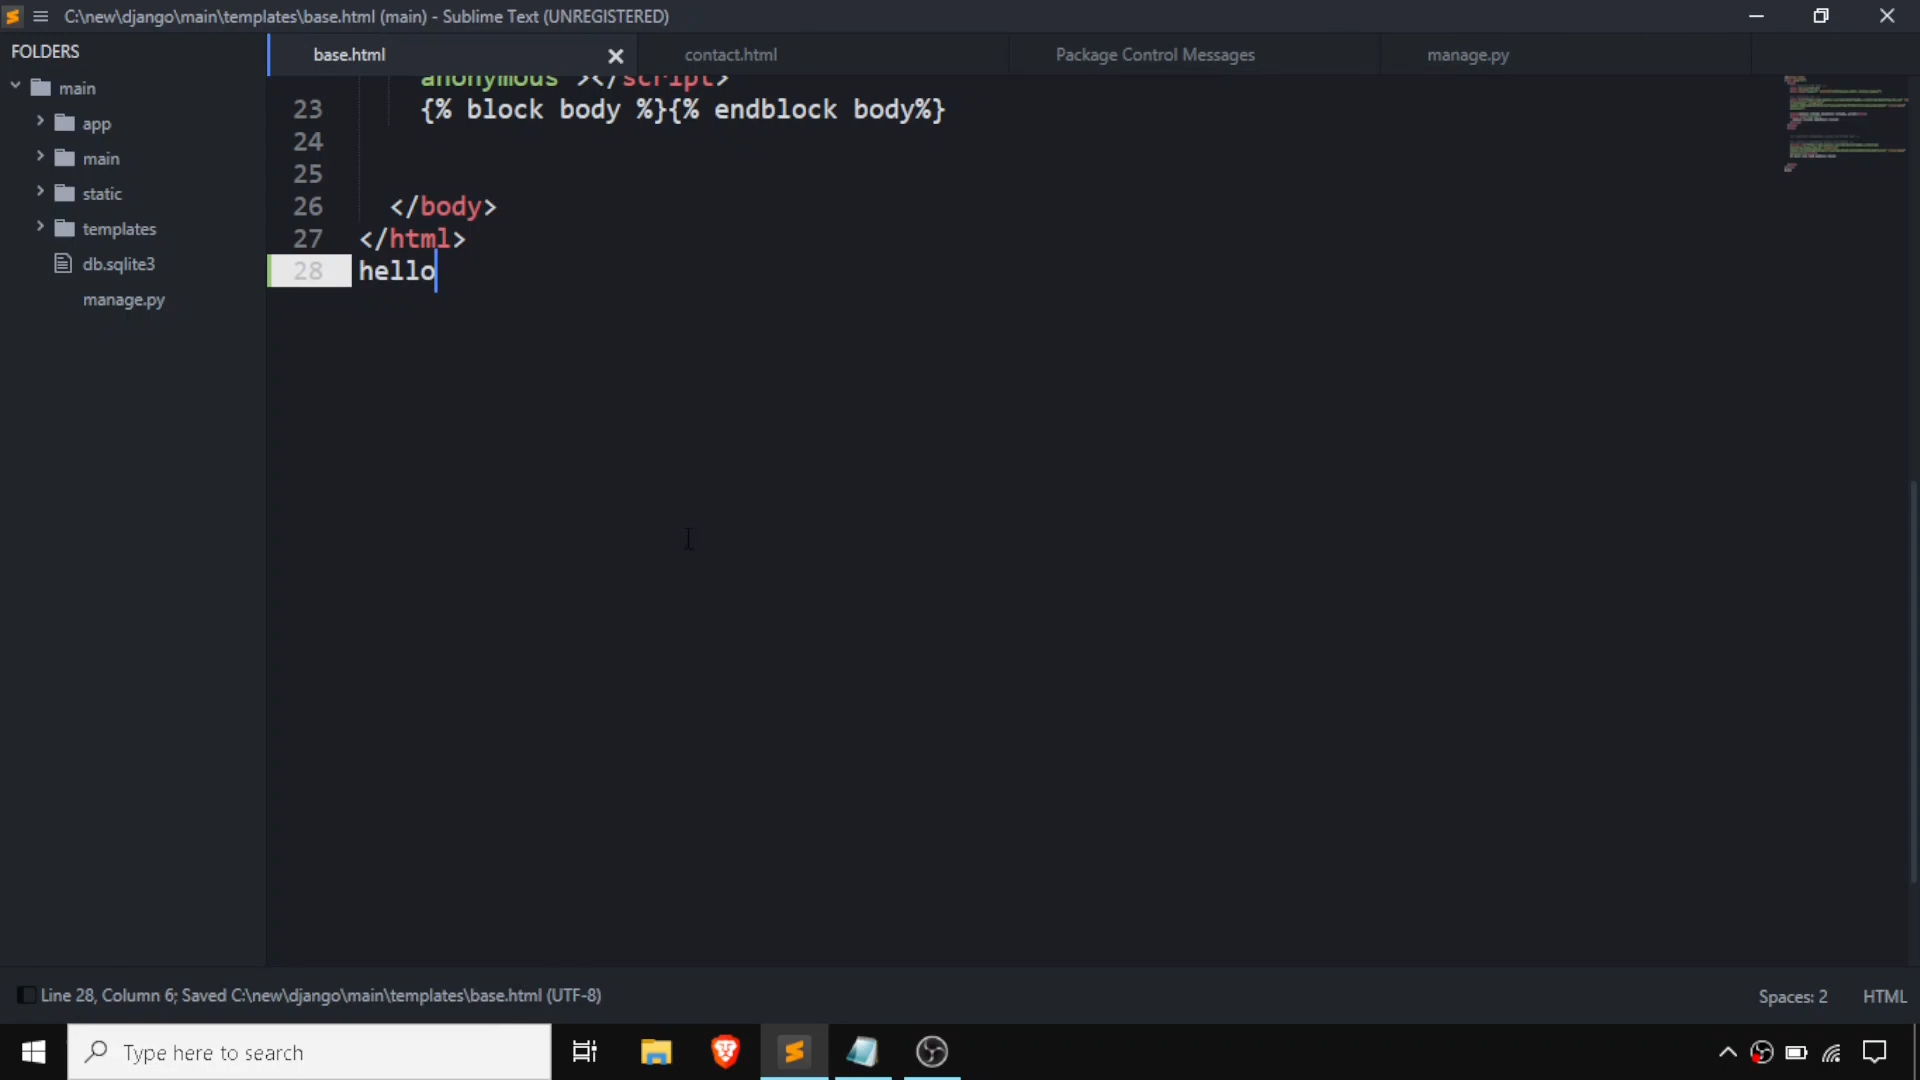 C:\new\django\main\templates\base.html (main) - Sublime Text (UNREGISTERED)
FOLDERS
main
app
main
static
templates
db.sqlite3
manage.py
base.html
contact.html
Package Control Messages
manage.py
anonymous"></script>
23 {% block body %}{% endblock body%}
24
25
26 </body>
27 </html>
28 hello
Line 28, Column 6; Saved C:\new\django\main\templates\base.html (UTF-8)
Spaces: 2
HTML
Type here to search